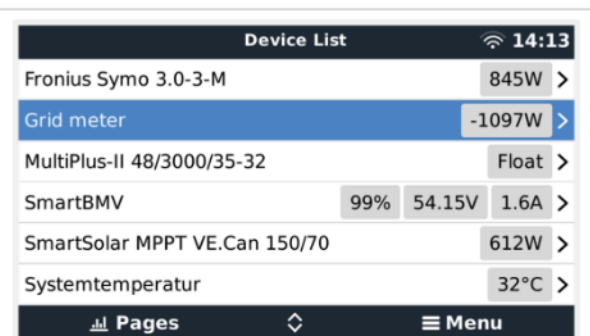 Device List 14:13
Fronius Symo 3.0-3-M 845W
Grid meter -1097W
MultiPlus-II 48/3000/35-32 Float
SmartBMV 99% 54.15V 1.6A
SmartSolar MPPT VE.Can 150/70 612W
Systemtemperatur 32°C
Pages Menu